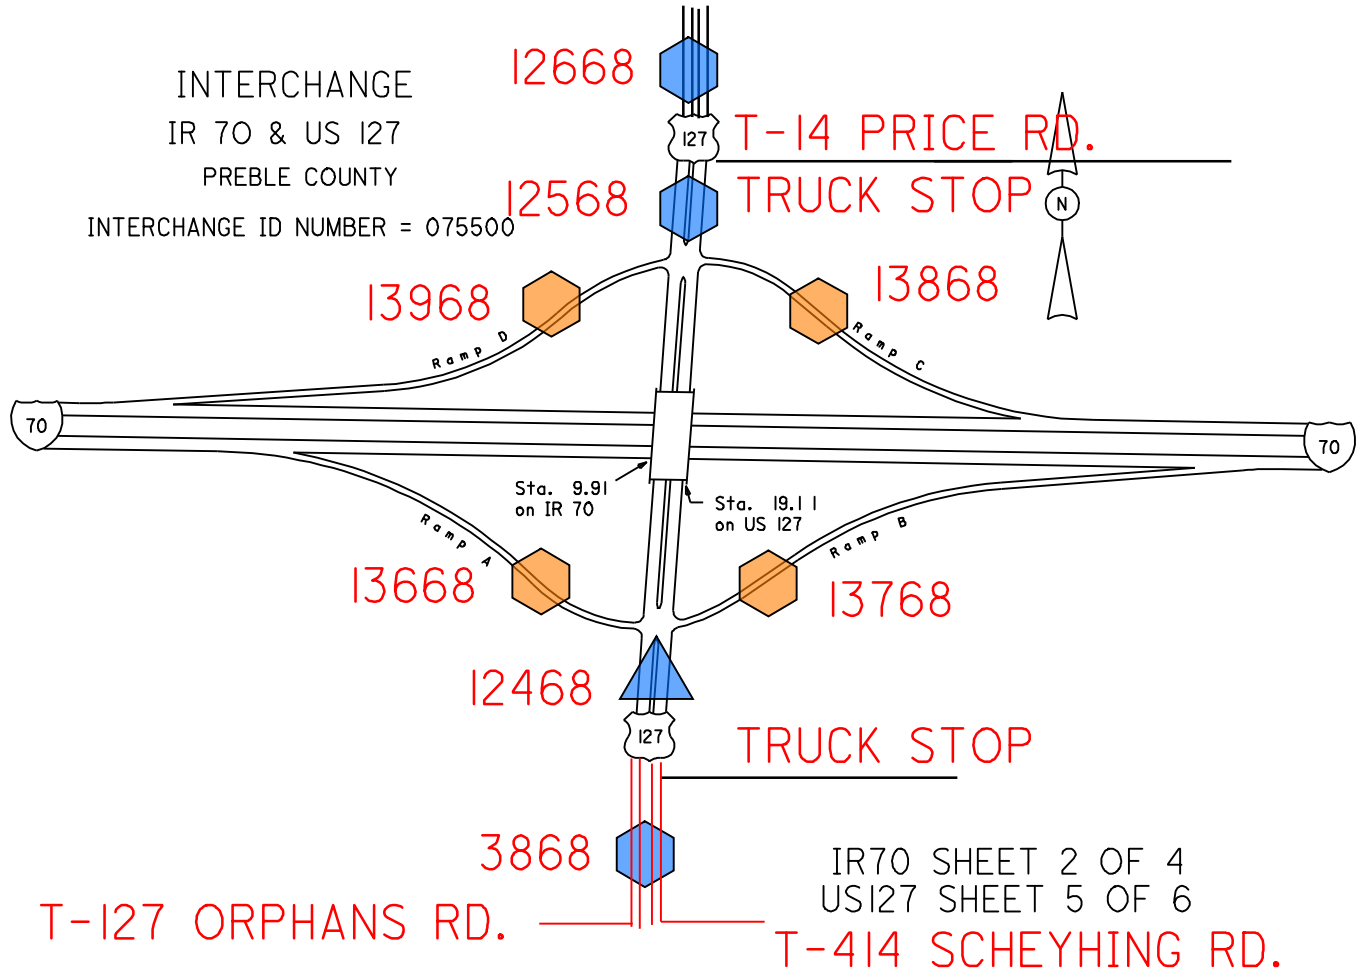 12668
INTERCHANGE
IR 70 & US 127
127
T-14 PRICE RD.
PREBLE COUNTY
12568
TRUCK STOP
N
INTERCHANGE ID NUMBER = 075500
13968
13868
Ramp D
Ramp C
70
70
Sta. 9.91
on IR 70
Sta. 19.11
on US 127
Ramp A
Ramp B
13668
13768
12468
127
TRUCK STOP
3868
IR70 SHEET 2 OF 4
US127 SHEET 5 OF 6
T-127 ORPHANS RD.
T-414 SCHEYHING RD.